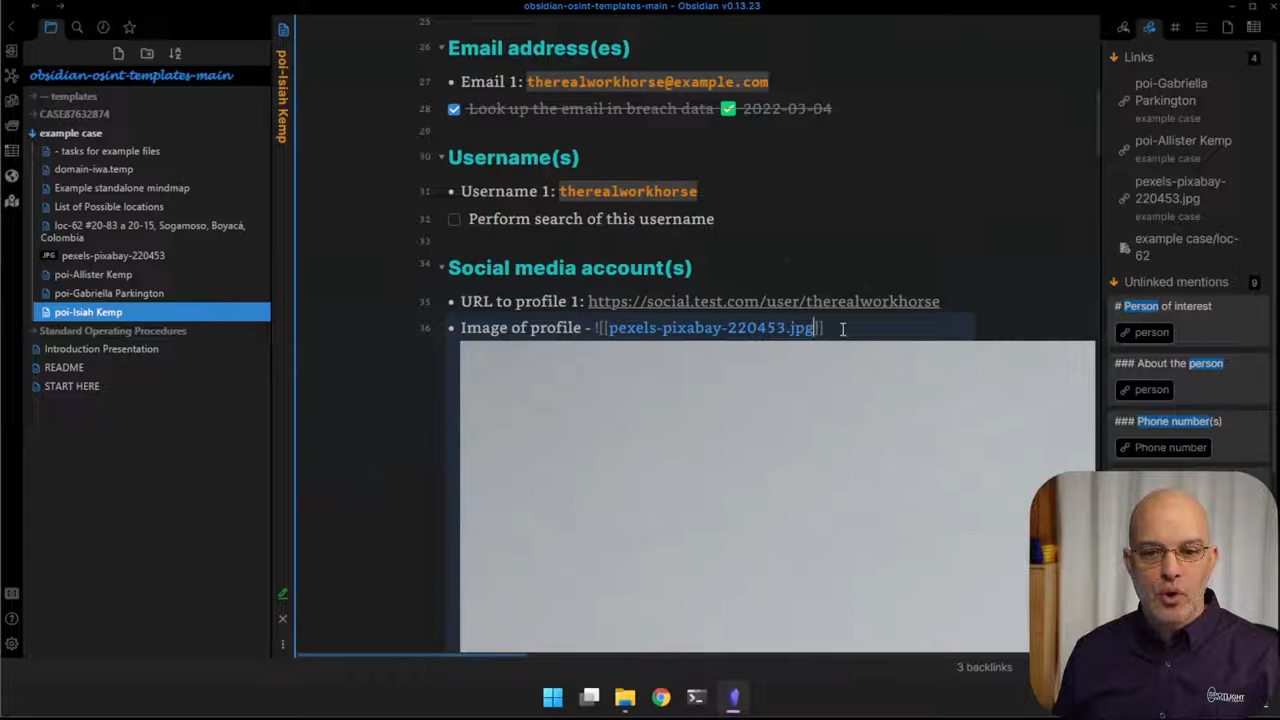 obsidian-osint-templates-main - Obsidian v0.13.23
obsidian-osint-templates-main
templates
CASE87632874
example case
- tasks for example files
domain-iwa.temp
Example standalone mindmap
List of Possible locations
loc-62 #20-83 a 20-15, Sogamoso, Boyacá,
Colombia
JPG pexels-pixabay-220453
poi-Allister Kemp
poi-Gabriella Parkington
poi-Isiah Kemp
Standard Operating Procedures
Introduction Presentation
README
START HERE
poi-Isiah Kemp
25
26 Email address(es)
27 • Email 1: therealworkhorse@example.com
28 Look up the email in breach data ✅ 2022-03-04
29
30 Username(s)
31 • Username 1: therealworkhorse
32 Perform search of this username
33
34 Social media account(s)
35 • URL to profile 1: https://social.test.com/user/therealworkhorse
36 • Image of profile - ![[pexels-pixabay-220453.jpg]]
Links 4
poi-Gabriella
Parkington
example case
poi-Allister Kemp
example case
pexels-pixabay-
220453.jpg
example case
example case/loc-
62
Unlinked mentions 9
# Person of interest
person
### About the person
person
### Phone number(s)
Phone number
3 backlinks
SPOTLIGHT